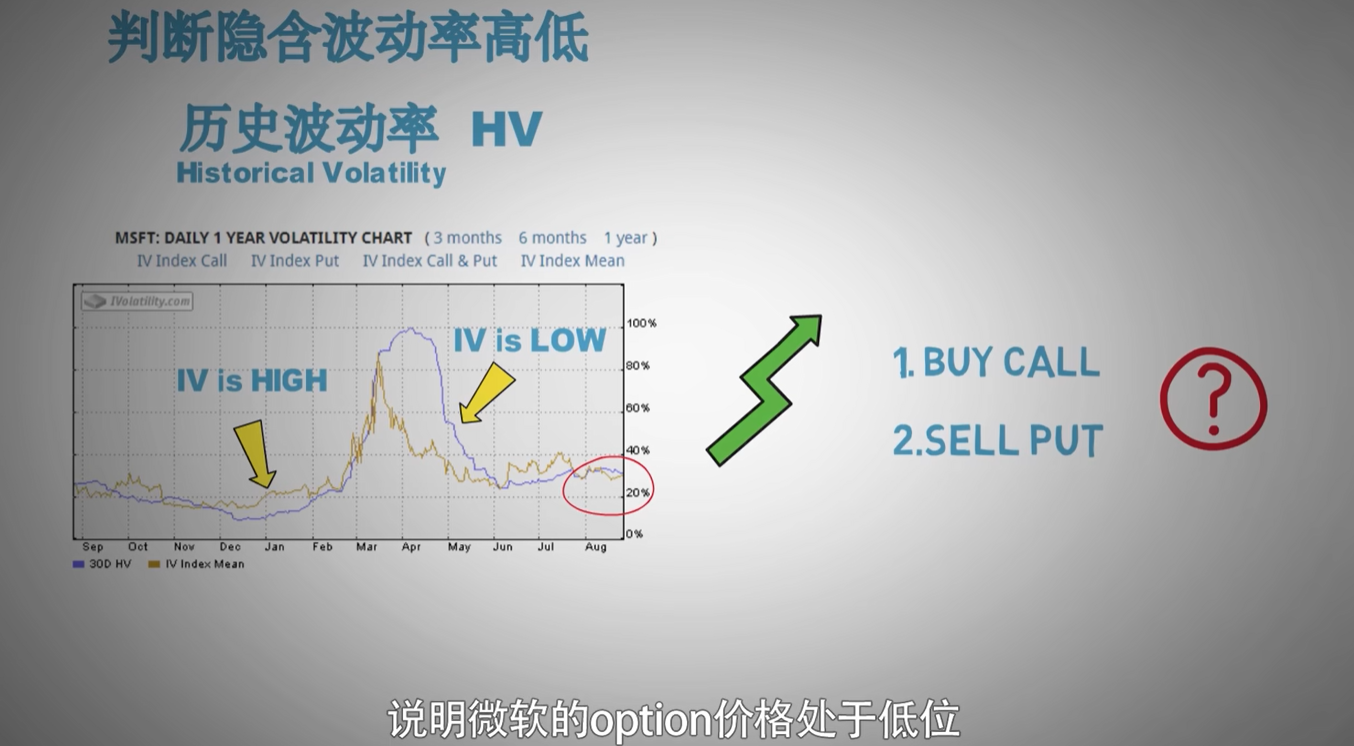 判断隐含波动率高低
历史波动率 HV
Historical Volatility
MSFT: DAILY 1 YEAR VOLATILITY CHART ( 3 months 6 months 1 year )
IV Index Call IV Index Put IV Index Call & Put IV Index Mean
IVolatility.com
100%
IV is LOW
80%
IV is HIGH
60%
40%
20%
0%
Sep Oct Nov Dec Jan Feb Mar Apr May Jun Jul Aug
30D HV IV Index Mean
1. BUY CALL
2.SELL PUT
?
说明微软的option价格处于低位